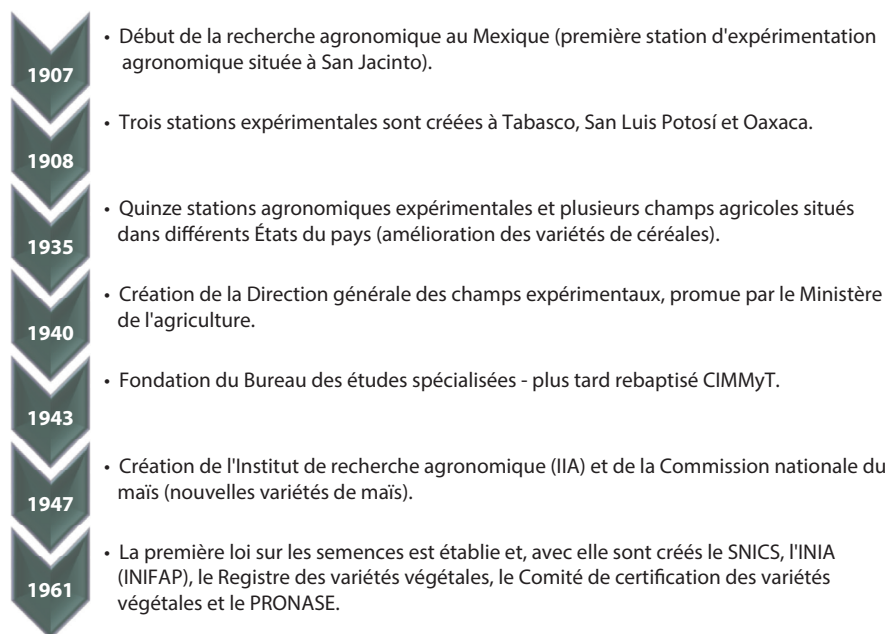 1907
• Début de la recherche agronomique au Mexique (première station d'expérimentation
agronomique située à San Jacinto).
1908
• Trois stations expérimentales sont créées à Tabasco, San Luis Potosí et Oaxaca.
1935
• Quinze stations agronomiques expérimentales et plusieurs champs agricoles situés
dans différents États du pays (amélioration des variétés de céréales).
1940
• Création de la Direction générale des champs expérimentaux, promue par le Ministère
de l'agriculture.
1943
• Fondation du Bureau des études spécialisées - plus tard rebaptisé CIMMyT.
1947
• Création de l'Institut de recherche agronomique (IIA) et de la Commission nationale du
maïs (nouvelles variétés de maïs).
1961
• La première loi sur les semences est établie et, avec elle sont créés le SNICS, l'INIA
(INIFAP), le Registre des variétés végétales, le Comité de certification des variétés
végétales et le PRONASE.